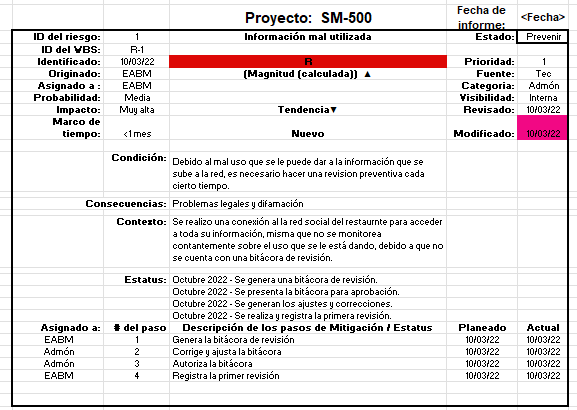 Proyecto: SM-500
Fecha de informe:
<Fecha>
ID del riesgo: 1 Información mal utilizada Estado: Prevenir
ID del WBS: R-1
Identificado: 10/03/22 R Prioridad: 1
Originado: EABM (Magnitud (calculada)) ▲ Fuente: Tec
Asignado a : EABM Categoria: Admón
Probabilidad: Media Visibilidad: Interna
Impacto: Muy alta Tendencia▼ Revisado: 10/03/22
Marco de
tiempo: <1 mes Nuevo Modificado: 10/03/22
Condición: Debido al mal uso que se le puede dar a la información que se
sube a la red, es necesario hacer una revision preventiva cada
cierto tiempo.
Consecuencias: Problemas legales y difamación
Contexto: Se realizo una conexión al la red social del restaurnte para acceder
a toda su información, misma que no se monitorea
contantemente sobre el uso que se le está dando, debido a que no
se cuenta con una bitácora de revisión.
Estatus: Octubre 2022 - Se genera una bitácora de revisión.
Octubre 2022 - Se presenta la bitácora para aprobación.
Octubre 2022 - Se generan los ajustes y correcciones.
Octubre 2022 - Se realiza y registra la primera revisión.
Asignado a: # del paso Descripción de los pasos de Mitigación / Estatus Planeado Actual
EABM 1 Genera la bitácora de revisión 10/03/22 10/03/22
Admón 2 Corrige y ajusta la bitácora 10/03/22 10/03/22
Admón 3 Autoriza la bitácora 10/03/22 10/03/22
EABM 4 Registra la primer revisión 10/03/22 10/03/22